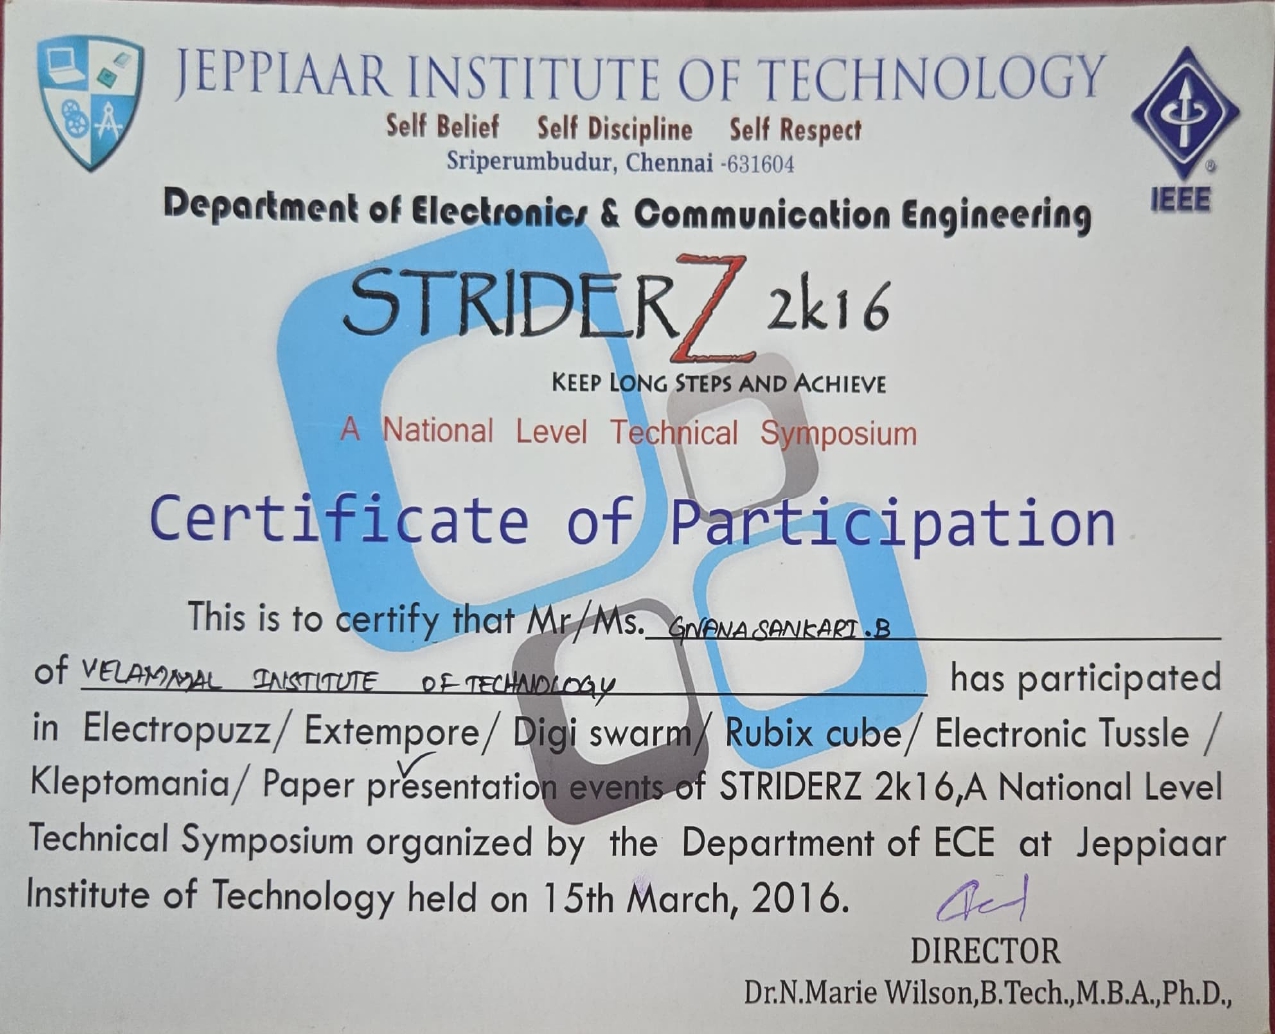 JEPPIAAR INSTITUTE OF TECHNOLOGY
Self Belief Self Discipline Self Respect
Sriperumbudur, Chennai -631604
IEEE
®
Department of Electronics & Communication Engineering
STRIDERZ 2k16
KEEP LONG STEPS AND ACHIEVE
A National Level Technical Symposium
Certificate of Participation
This is to certify that Mr/Ms. GNANASANKARI.B
of VELAMMAL INSTITUTE OF TECHNOLOGY has participated
in Electropuzz/ Extempore/ Digi swarm/ Rubix cube/ Electronic Tussle /
Kleptomania/ Paper presentation events of STRIDERZ 2k16,A National Level
Technical Symposium organized by the Department of ECE at Jeppiaar
Institute of Technology held on 15th March, 2016.
DIRECTOR
Dr.N.Marie Wilson,B.Tech.,M.B.A.,Ph.D.,